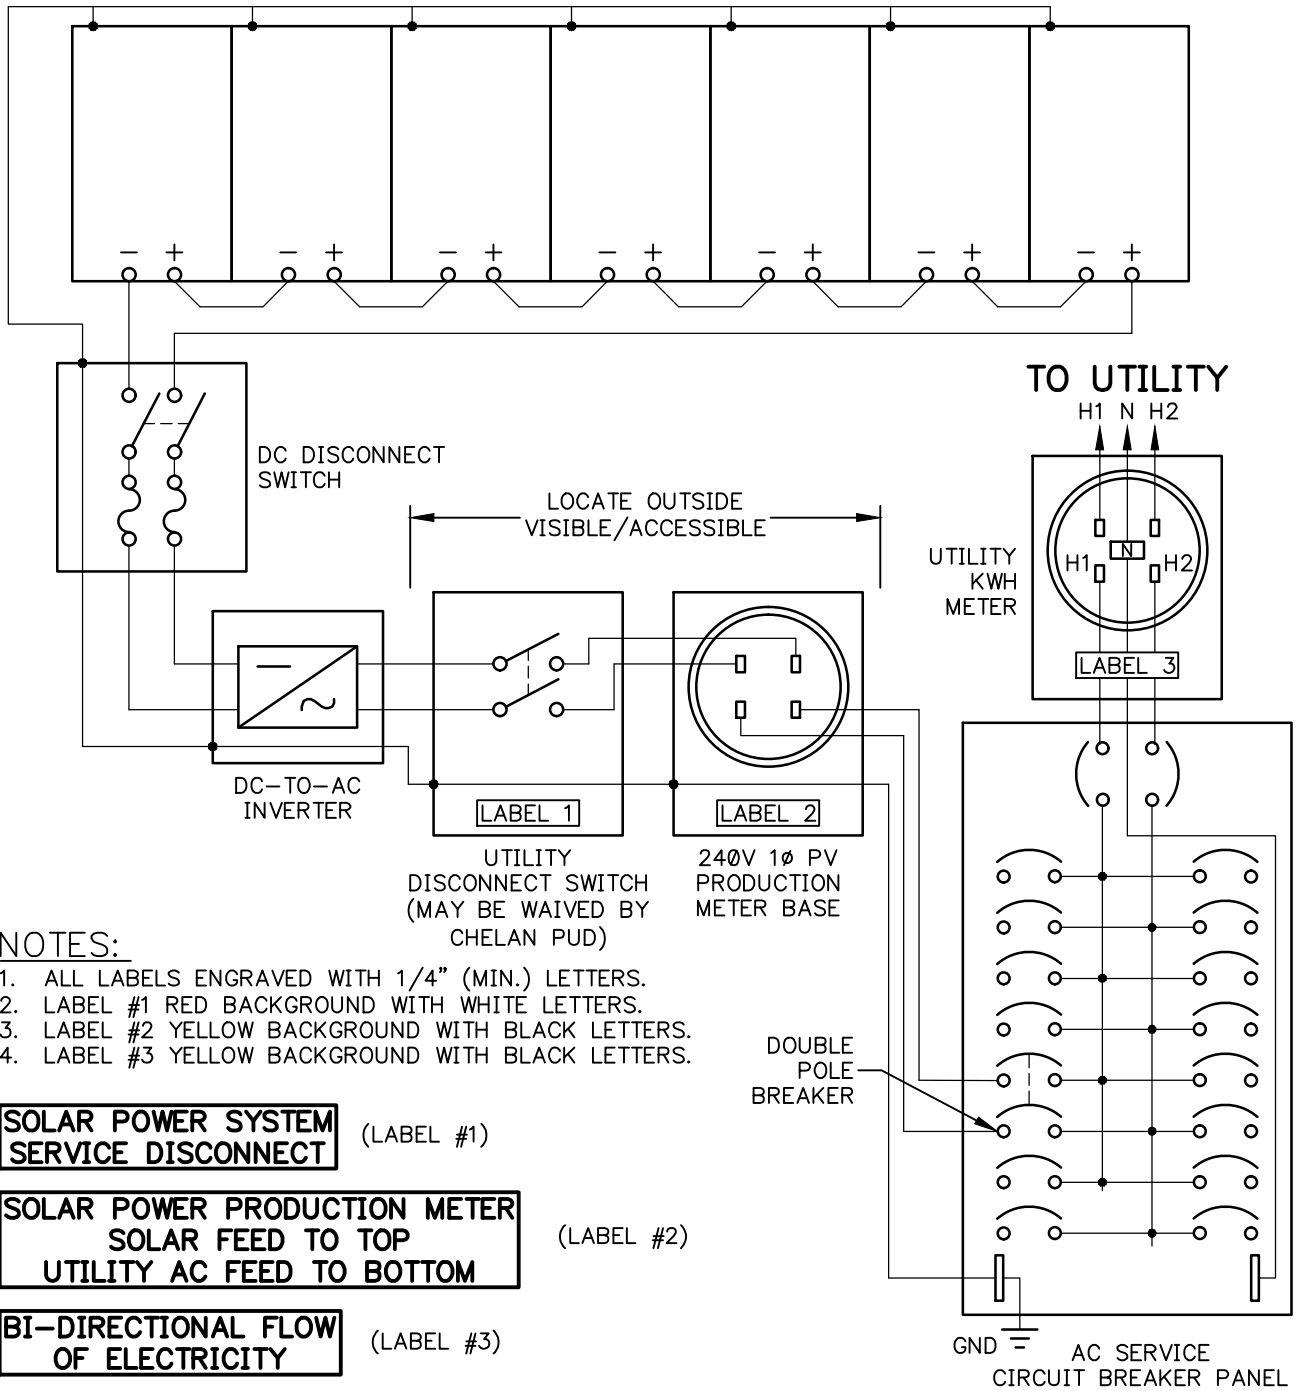 − + − + − + − + − + − + − +
TO UTILITY
H1 N H2
DC DISCONNECT
SWITCH
LOCATE OUTSIDE
VISIBLE/ACCESSIBLE
UTILITY
KWH
METER
N
H1 H2
LABEL 3
DC-TO-AC
INVERTER
LABEL 1
LABEL 2
UTILITY
DISCONNECT SWITCH
(MAY BE WAIVED BY
CHELAN PUD)
240V 1ø PV
PRODUCTION
METER BASE
NOTES:
1. ALL LABELS ENGRAVED WITH 1/4” (MIN.) LETTERS.
2. LABEL #1 RED BACKGROUND WITH WHITE LETTERS.
3. LABEL #2 YELLOW BACKGROUND WITH BLACK LETTERS.
4. LABEL #3 YELLOW BACKGROUND WITH BLACK LETTERS.
DOUBLE
POLE
BREAKER
SOLAR POWER SYSTEM
SERVICE DISCONNECT
(LABEL #1)
SOLAR POWER PRODUCTION METER
SOLAR FEED TO TOP
UTILITY AC FEED TO BOTTOM
(LABEL #2)
BI-DIRECTIONAL FLOW
OF ELECTRICITY
(LABEL #3)
GND
AC SERVICE
CIRCUIT BREAKER PANEL